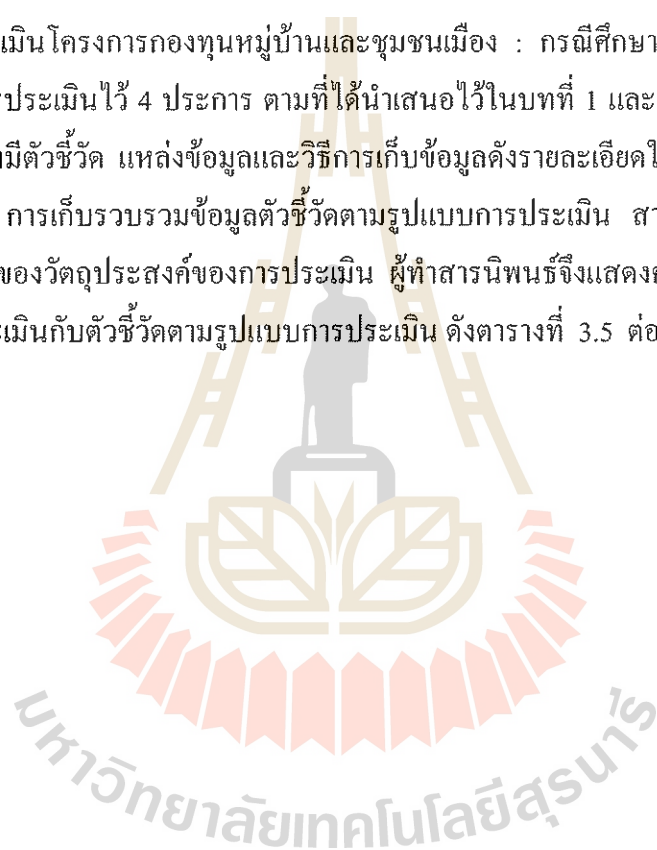 เมินโครงการกองทุนหมู่บ้านและชุมชนเมือง : กรณีศึกษา
ประเมินไว้ 4 ประการ ตามที่ได้นำเสนอไว้ในบทที่ 1 และ
มีตัวชี้วัด แหล่งข้อมูลและวิธีการเก็บข้อมูลดังรายละเอียดใ
การเก็บรวบรวมข้อมูลตัวชี้วัดตามรูปแบบการประเมิน สา
ของวัตถุประสงค์ของการประเมิน ผู้ทำสารนิพนธ์จึงแสดง
เมินกับตัวชี้วัดตามรูปแบบการประเมิน ดังตารางที่ 3.5 ต่อ
มหาวิทยาลัยเทคโนโลยีสุรนารี